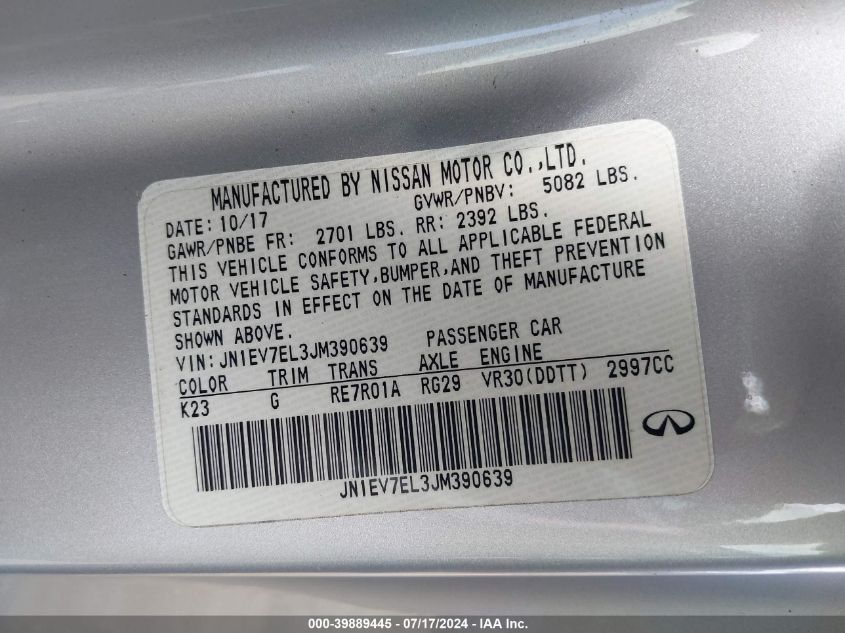 MANUFACTURED BY NISSAN MOTOR CO.,LTD.
DATE: 10/17 GVWR/PNBV: 5082 LBS.
GAWR/PNBE FR: 2701 LBS. RR: 2392 LBS.
THIS VEHICLE CONFORMS TO ALL APPLICABLE FEDERAL
MOTOR VEHICLE SAFETY,BUMPER,AND THEFT PREVENTION
STANDARDS IN EFFECT ON THE DATE OF MANUFACTURE
SHOWN ABOVE.
VIN: JN1EV7EL3JM390639 PASSENGER CAR
COLOR TRIM TRANS AXLE ENGINE
K23 G RE7R01A RG29 VR30(DDTT) 2997CC
JN1EV7EL3JM390639
000-39889445 - 07/17/2024 - IAA Inc.